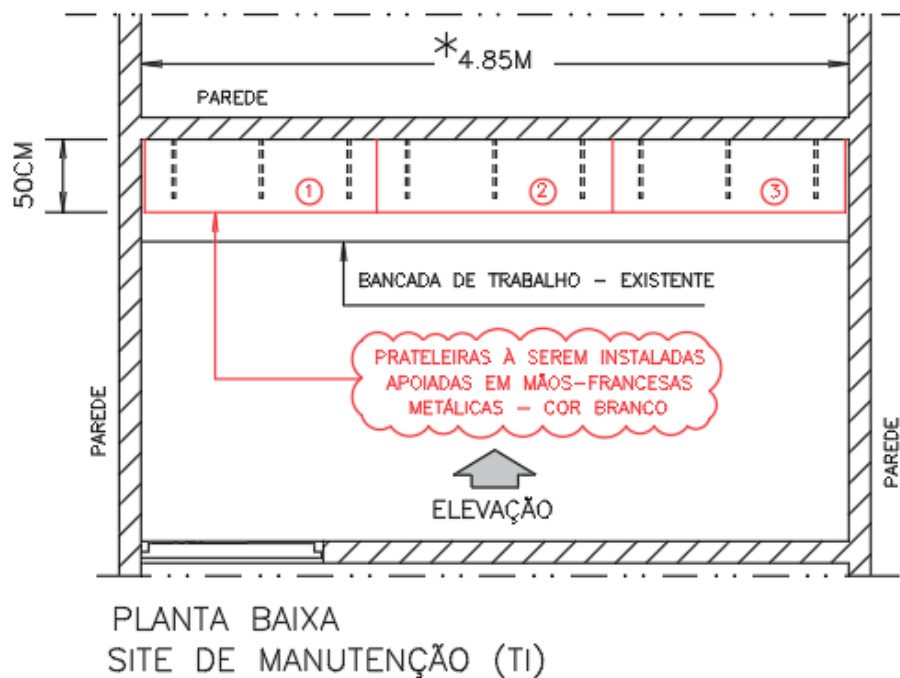 *4.85M
PAREDE
50CM
1
2
3
BANCADA DE TRABALHO - EXISTENTE
PRATELEIRAS À SEREM INSTALADAS
APOIADAS EM MÃOS-FRANCESAS
METÁLICAS - COR BRANCO
PAREDE
PAREDE
ELEVAÇÃO
PLANTA BAIXA
SITE DE MANUTENÇÃO (TI)